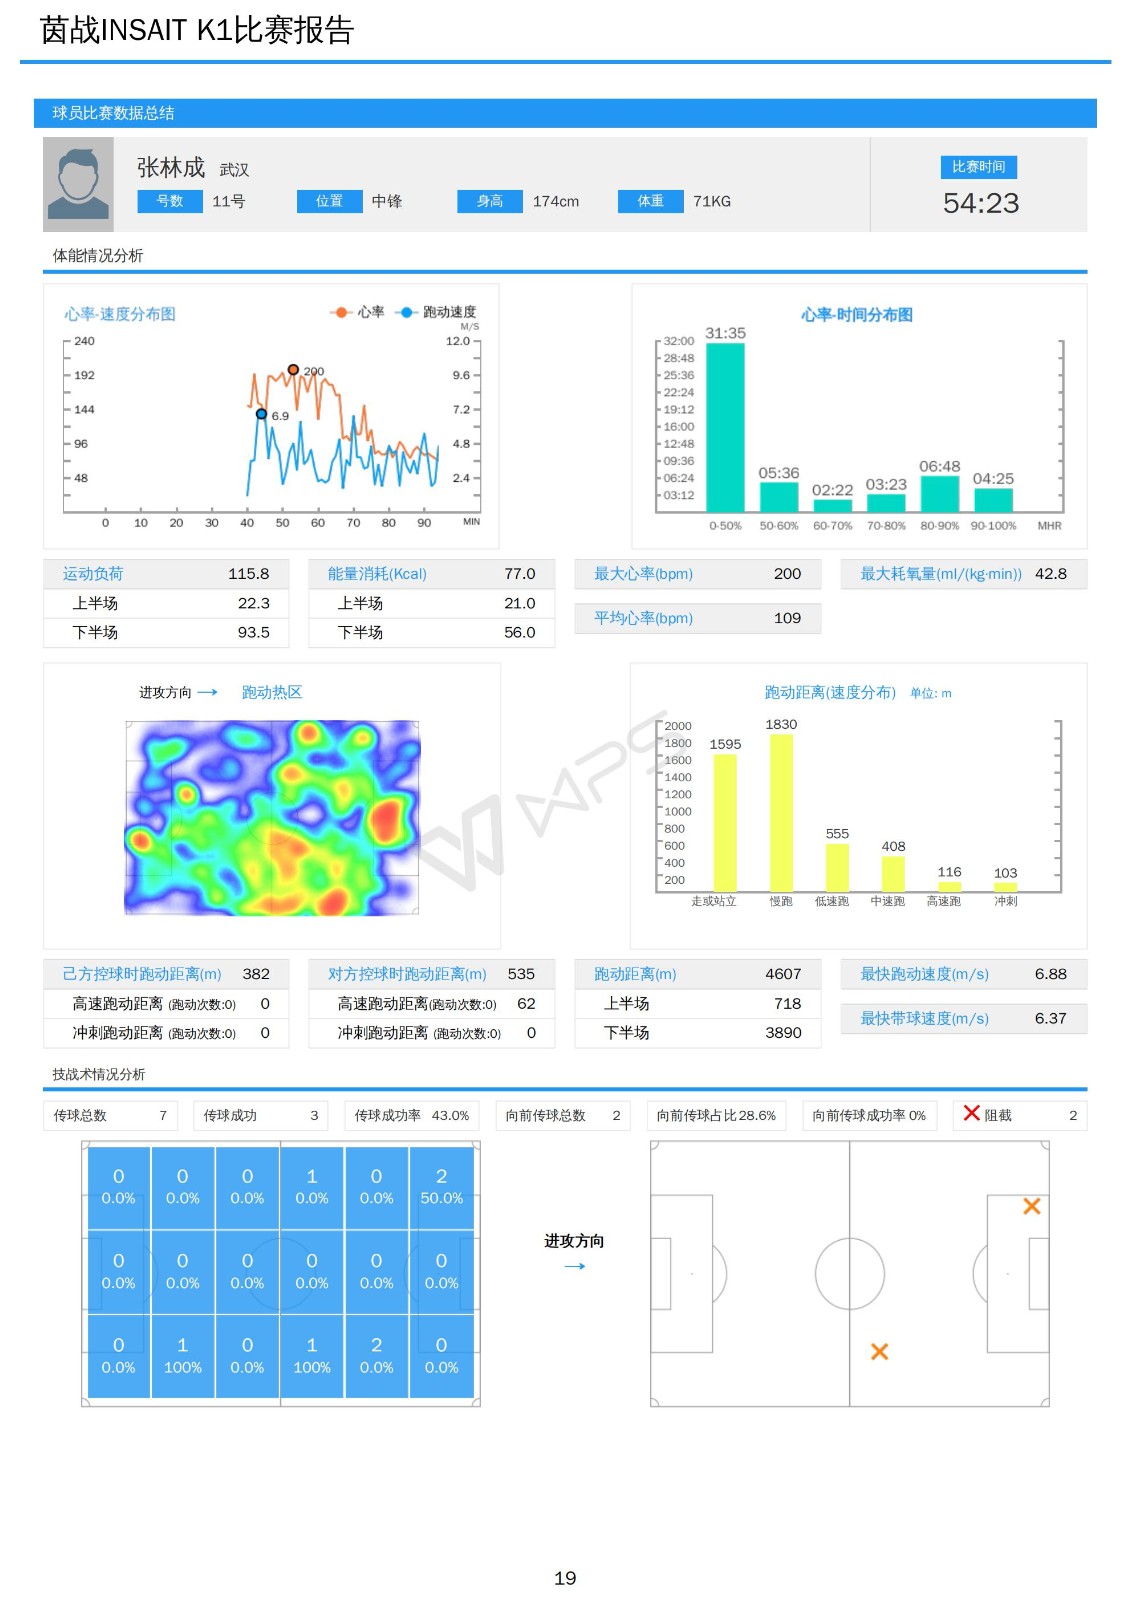 茵战INSAIT K1比赛报告
球员比赛数据总结
张林成 武汉
比赛时间
号数 11号 位置 中锋 身高 174cm 体重 71KG
54:23
体能情况分析
心率-速度分布图 心率 跑动速度
M/S
240 12.0
192 9.6
144 7.2
96 4.8
48 2.4
200
6.9
0 10 20 30 40 50 60 70 80 90 MIN
心率-时间分布图
32:00
28:48
25:36
22:24
19:12
16:00
12:48
09:36
06:24
03:12
31:35 05:36 02:22 03:23 06:48 04:25
0-50% 50-60% 60-70% 70-80% 80-90% 90-100% MHR
运动负荷 115.8
上半场 22.3
下半场 93.5
能量消耗(Kcal) 77.0
上半场 21.0
下半场 56.0
最大心率(bpm) 200
平均心率(bpm) 109
最大耗氧量(ml/(kg·min)) 42.8
进攻方向 → 跑动热区
跑动距离(速度分布) 单位: m
2000
1800
1600
1400
1200
1000
800
600
400
200
1595 1830 555 408 116 103
走或站立 慢跑 低速跑 中速跑 高速跑 冲刺
WPS
己方控球时跑动距离(m) 382
高速跑动距离 (跑动次数:0) 0
冲刺跑动距离 (跑动次数:0) 0
对方控球时跑动距离(m) 535
高速跑动距离(跑动次数:0) 62
冲刺跑动距离 (跑动次数:0) 0
跑动距离(m) 4607
上半场 718
下半场 3890
最快跑动速度(m/s) 6.88
最快带球速度(m/s) 6.37
技战术情况分析
传球总数 7 传球成功 3 传球成功率 43.0% 向前传球总数 2 向前传球占比28.6% 向前传球成功率 0% 阻截 2
0 0 0 1 0 2
0.0% 0.0% 0.0% 0.0% 0.0% 50.0%
0 0 0 0 0 0
0.0% 0.0% 0.0% 0.0% 0.0% 0.0%
0 1 0 1 2 0
0.0% 100% 0.0% 100% 0.0% 0.0%
进攻方向
→
19